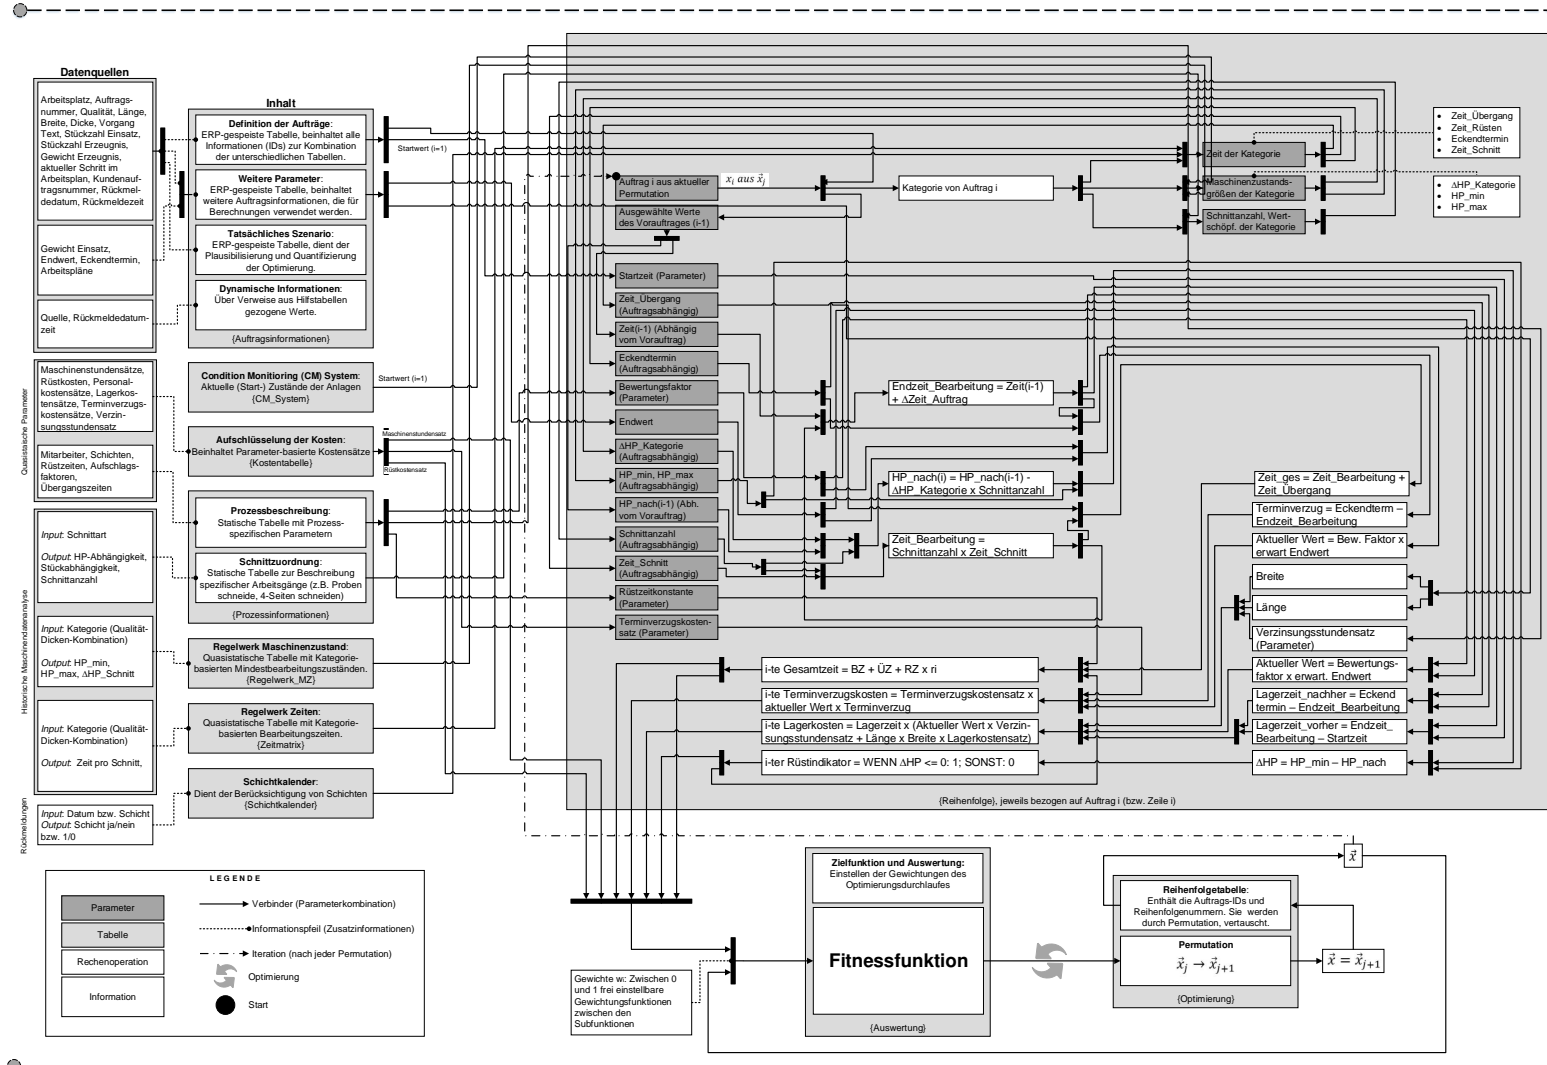 Datenquellen
Arbeitsplatz, Auftrags-
nummer, Qualität, Länge,
Breite, Dicke, Vorgang
Text, Stückzahl Einsatz,
Stückzahl Erzeugnis,
Gewicht Erzeugnis,
aktueller Schritt im
Arbeitsplan, Kundenauf-
tragsnummer, Rückmel-
dedatum, Rückmeldezeit
Gewicht Einsatz,
Endwert, Eckendtermin,
Arbeitspläne
Quelle, Rückmeldedatum-
zeit
Quasistaische Parameter
Maschinenstundensätze,
Rüstkosten, Personal-
kostensätze, Lagerkos-
tensätze, Terminverzugs-
kostensätze, Verzin-
sungsstundensatz
Mitarbeiter, Schichten,
Rüstzeiten, Aufschlags-
faktoren,
Übergangszeiten
Historische Maschinendatenanalyse
Input: Schnittart
Output: HP-Abhängigkeit,
Stückabhängigkeit,
Schnittanzahl
Input: Kategorie (Qualität-
Dicken-Kombination)
Output: HP_min,
HP_max, ΔHP_Schnitt
Input: Kategorie (Qualität-
Dicken-Kombination)
Output: Zeit pro Schnitt,
Rückmeldungen
Input: Datum bzw. Schicht
Output: Schicht ja/nein
bzw. 1/0
Inhalt
Definition der Aufträge:
ERP-gespeiste Tabelle, beinhaltet alle
Informationen (IDs) zur Kombination
der unterschiedlichen Tabellen.
Weitere Parameter:
ERP-gespeiste Tabelle, beinhaltet
weitere Auftragsinformationen, die für
Berechnungen verwendet werden.
Tatsächliches Szenario:
ERP-gespeiste Tabelle, dient der
Plausibilisierung und Quantifizierung
der Optimierung.
Dynamische Informationen:
Über Verweise aus Hilfstabellen
gezogene Werte.
{Auftragsinformationen}
Condition Monitoring (CM) System:
Aktuelle (Start-) Zustände der Anlagen
{CM_System}
Aufschlüsselung der Kosten:
Beinhaltet Parameter-basierte Kostensätze
{Kostentabelle}
Prozessbeschreibung:
Statische Tabelle mit Prozess-
spezifischen Parametern
Schnittzuordnung:
Statische Tabelle zur Beschreibung
spezifischer Arbeitsgänge (z.B. Proben
schneide, 4-Seiten schneiden)
{Prozessinformationen}
Regelwerk Maschinenzustand:
Quasistatische Tabelle mit Kategorie-
basierten Mindestbearbeitungszuständen.
{Regelwerk_MZ}
Regelwerk Zeiten:
Quasistatische Tabelle mit Kategorie-
basierten Bearbeitungszeiten.
{Zeitmatrix}
Schichtkalender:
Dient der Berücksichtigung von Schichten
{Schichtkalender}
Startwert (i=1)
Startwert (i=1)
Maschinenstundensatz
Rüstkostensatz
Auftrag i aus aktueller
Permutation
x_i aus x⃗_j
Kategorie von Auftrag i
Ausgewählte Werte
des Vorauftrages (i-1)
Startzeit (Parameter)
Zeit_Übergang
(Auftragsabhängig)
Zeit(i-1) (Abhängig
vom Vorauftrag)
Eckendtermin
(Auftragsabhängig)
Bewertungsfaktor
(Parameter)
Endwert
ΔHP_Kategorie
(Auftragsabhängig)
HP_min, HP_max
(Auftragsabhängig)
HP_nach(i-1) (Abh.
vom Vorauftrag)
Schnittanzahl
(Auftragsabhängig)
Zeit_Schnitt
(Auftragsabhängig)
Rüstzeitkonstante
(Parameter)
Terminverzugskosten-
satz (Parameter)
Endzeit_Bearbeitung = Zeit(i-1)
+ ΔZeit_Auftrag
HP_nach(i) = HP_nach(i-1) -
ΔHP_Kategorie x Schnittanzahl
Zeit_Bearbeitung =
Schnittanzahl x Zeit_Schnitt
i-te Gesamtzeit = BZ + ÜZ + RZ x ri
i-te Terminverzugskosten = Terminverzugskostensatz x
aktueller Wert x Terminverzug
i-te Lagerkosten = Lagerzeit x (Aktueller Wert x Verzin-
sungsstundensatz + Länge x Breite x Lagerkostensatz)
i-ter Rüstindikator = WENN ΔHP <= 0: 1; SONST: 0
Zeit der Kategorie
Maschinenzustands-
größen der Kategorie
Schnittanzahl, Wert-
schöpf. der Kategorie
• Zeit_Übergang
• Zeit_Rüsten
• Eckendtermin
• Zeit_Schnitt
• ΔHP_Kategorie
• HP_min
• HP_max
Zeit_ges = Zeit_Bearbeitung +
Zeit_Übergang
Terminverzug = Eckendterm –
Endzeit_Bearbeitung
Aktueller Wert = Bew. Faktor x
erwart Endwert
Breite
Länge
Verzinsungsstundensatz
(Parameter)
Aktueller Wert = Bewertungs-
faktor x erwart. Endwert
Lagerzeit_nachher = Eckend
termin – Endzeit_Bearbeitung
Lagerzeit_vorher = Endzeit_
Bearbeitung – Startzeit
ΔHP = HP_min – HP_nach
{Reihenfolge}, jeweils bezogen auf Auftrag i (bzw. Zeile i)
LEGENDE
Parameter
Tabelle
Rechenoperation
Information
Verbinder (Parameterkombination)
Informationspfeil (Zusatzinformationen)
Iteration (nach jeder Permutation)
Optimierung
Start
Gewichte w: Zwischen 0
und 1 frei einstellbare
Gewichtungsfunktionen
zwischen den
Subfunktionen
Zielfunktion und Auswertung:
Einstellen der Gewichtungen des
Optimierungsdurchlaufes
Fitnessfunktion
{Auswertung}
Reihenfolgetabelle:
Enthält die Auftrags-IDs und
Reihenfolgenummern. Sie werden
durch Permutation, vertauscht.
Permutation
x⃗_j → x⃗_{j+1}
{Optimierung}
x⃗
x⃗ = x⃗_{j+1}